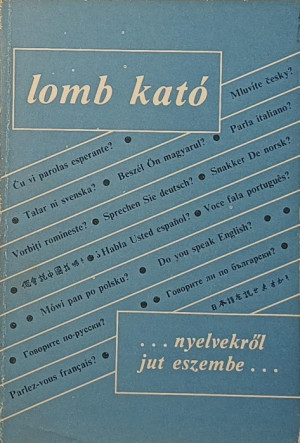 lomb kató
Mluvíte česky?
Ĉu vi parolas esperante?
Parla italiano?
Talar ni svenska?
Beszél Ön magyarul?
Snakker De norsk?
Vorbiţi romîneste?
Sprechen Sie deutsch?
Voce fala português?
¿Habla Usted español?
Do you speak English?
Mówi pan po polsku?
Говорите ли по български?
Говорите по-русски?
Parlez-vous français?
. . . nyelvekről
jut eszembe . . .